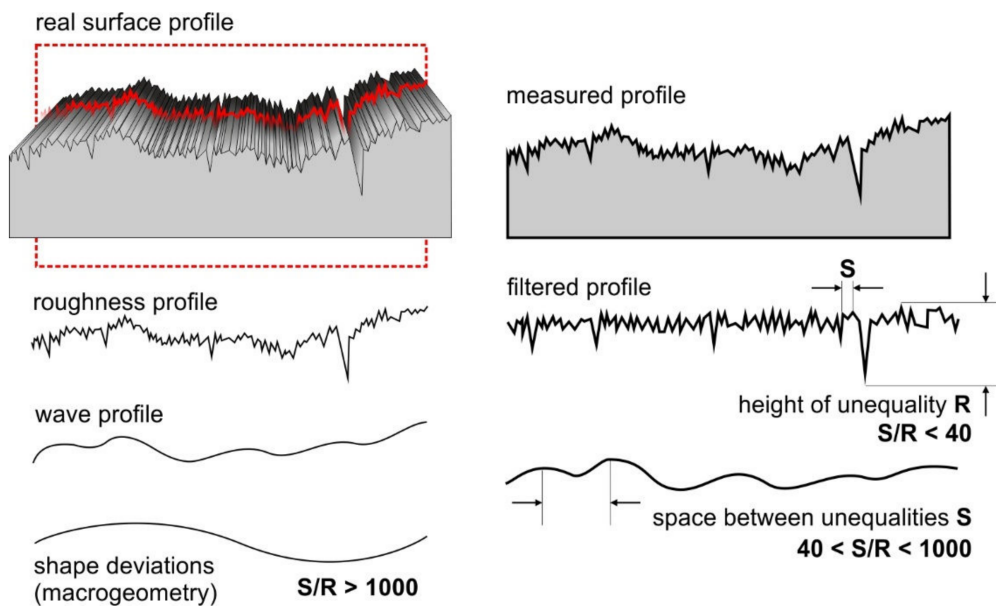 real surface profile
roughness profile
wave profile
shape deviations
(macrogeometry)
S/R > 1000
measured profile
filtered profile
S
height of unequality R
S/R < 40
space between unequalities S
40 < S/R < 1000